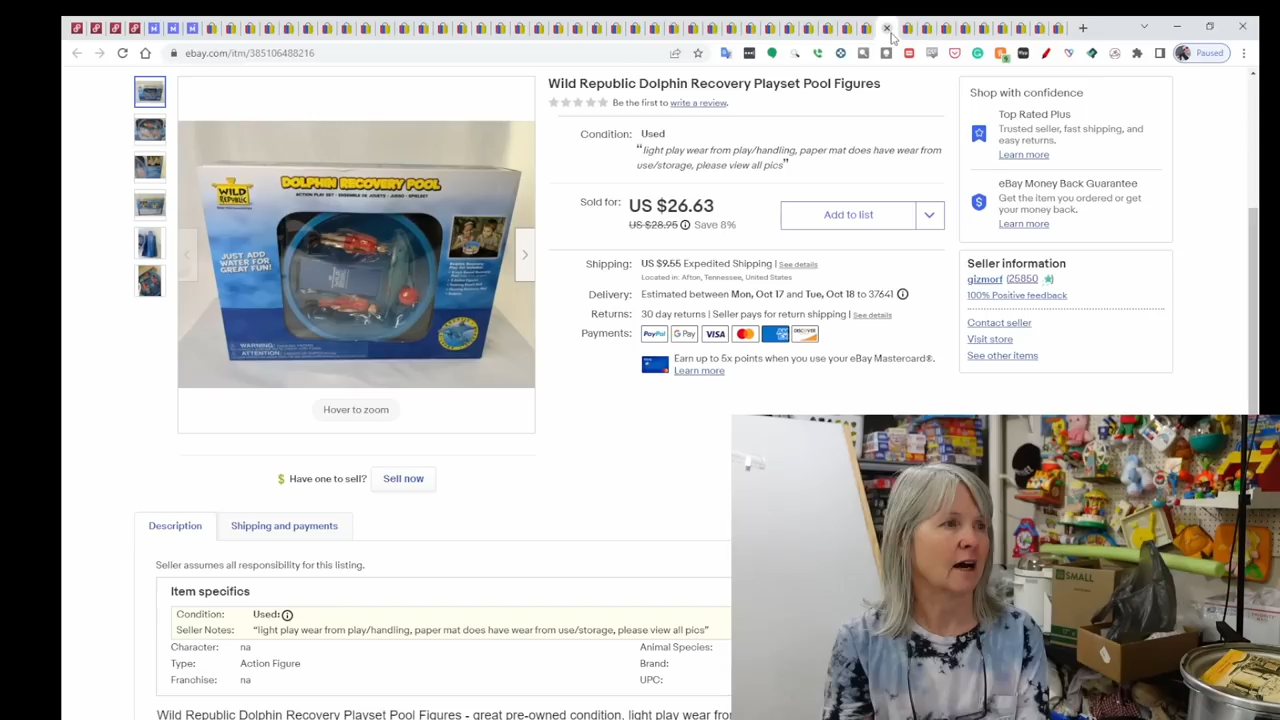 ebay.com/itm/385106488216
Paused
Wild Republic Dolphin Recovery Playset Pool Figures
Be the first to write a review.
Condition: Used
“light play wear from play/handling, paper mat does have wear from
use/storage, please view all pics”
Sold for: US $26.63
US $28.95 Save 8%
Add to list
Shipping: US $9.55 Expedited Shipping | See details
Located in: Afton, Tennessee, United States
Delivery: Estimated between Mon, Oct 17 and Tue, Oct 18 to 37641
Returns: 30 day returns | Seller pays for return shipping | See details
Payments: PayPal G Pay VISA DISCOVER
Earn up to 5x points when you use your eBay Mastercard®.
Learn more
Shop with confidence
Top Rated Plus
Trusted seller, fast shipping, and
easy returns.
Learn more
eBay Money Back Guarantee
Get the item you ordered or get
your money back.
Learn more
Seller information
gizmorf (25850)
100% Positive feedback
Contact seller
Visit store
See other items
WILD
REPUBLIC
DOLPHIN RECOVERY POOL
JUST ADD
WATER FOR
GREAT FUN!
WARNING:
ATTENTION:
Hover to zoom
$ Have one to sell? Sell now
Description
Shipping and payments
Seller assumes all responsibility for this listing.
Item specifics
Condition: Used:
Seller Notes: “light play wear from play/handling, paper mat does have wear from use/storage, please view all pics”
Character: na
Animal Species:
Type: Action Figure
Brand:
Franchise: na
UPC:
Wild Republic Dolphin Recovery Playset Pool Figures - great pre-owned condition, light play wear from
SMALL